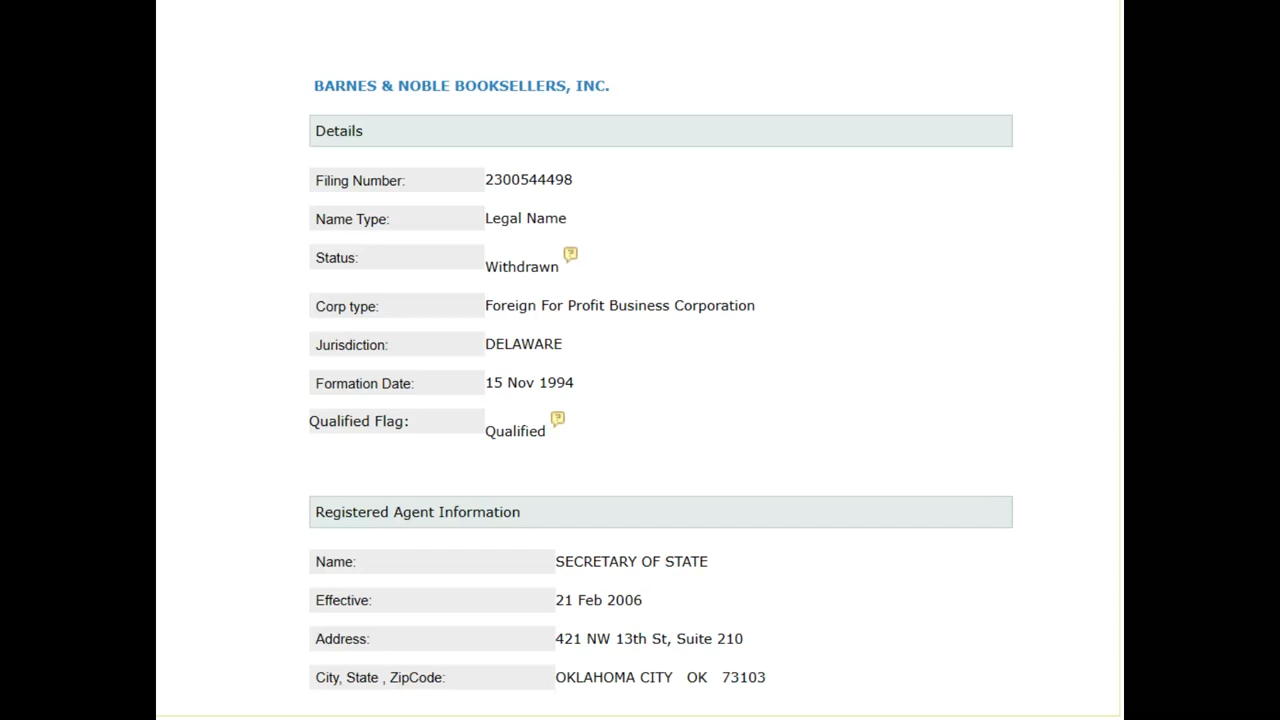 BARNES & NOBLE BOOKSELLERS, INC.
Details
Filing Number: 2300544498
Name Type: Legal Name
Status: Withdrawn
Corp type: Foreign For Profit Business Corporation
Jurisdiction: DELAWARE
Formation Date: 15 Nov 1994
Qualified Flag: Qualified
Registered Agent Information
Name: SECRETARY OF STATE
Effective: 21 Feb 2006
Address: 421 NW 13th St, Suite 210
City, State , ZipCode: OKLAHOMA CITY OK 73103